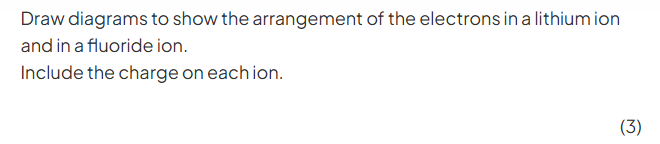 Draw diagrams to show the arrangement of the electrons in a lithium ion
and in a fluoride ion.
Include the charge on each ion.
(3)